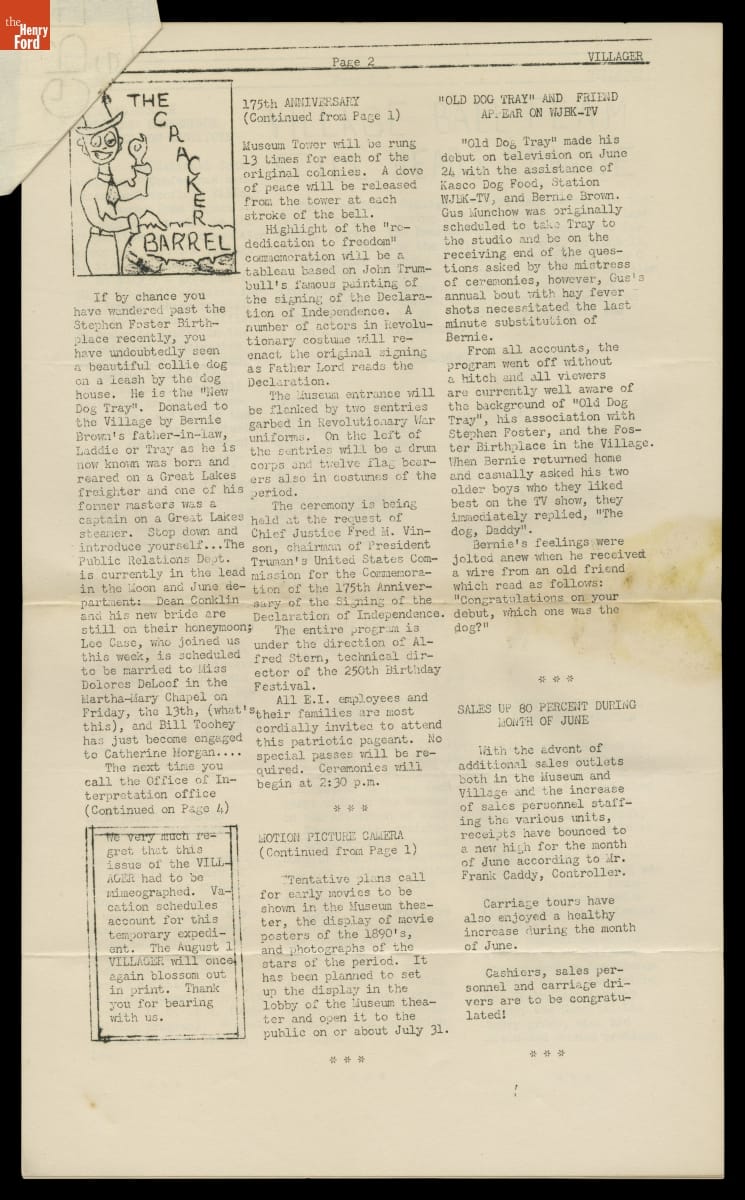 the
Henry
Ford
Page 2
VILLAGER
THE
CRACKER
BARREL
If by chance you
have wandered past the
Stephen Foster Birth-
place recently, you
have undoubtedly seen
a beautiful collie dog
on a leash by the dog
house. He is the "New
Dog Tray". Donated to
the Village by Bernie
Brown's father-in-law,
Laddie or Tray as he is
now known was born and
reared on a Great Lakes
freighter and one of his
former masters was a
captain on a Great Lakes
steamer. Stop down and
introduce yourself...The
Public Relations Dept.
is currently in the lead
in the Moon and June de-
partment: Dean Conklin
and his new bride are
still on their honeymoon;
Lee Case, who joined us
this week, is scheduled
to be married to Miss
Dolores DeLoof in the
Martha-Mary Chapel on
Friday, the 13th, (what's
this), and Bill Toohey
has just become engaged
to Catherine Morgan....
The next time you
call the Office of In-
terpretation office
(Continued on Page 4)
We very much re-
gret that this
issue of the VILL-
AGER had to be
mimeographed. Va-
cation schedules
account for this
temporary expedi-
ent. The August 1
VILLAGER will once
again blossom out
in print. Thank
you for bearing
with us.
175th ANNIVERSARY
(Continued from Page 1)
Museum Tower will be rung
13 times for each of the
original colonies. A dove
of peace will be released
from the tower at each
stroke of the bell.
Highlight of the "re-
dedication to freedom"
commemoration will be a
tableau based on John Trum-
bull's famous painting of
the signing of the Declara-
tion of Independence. A
number of actors in Revolu-
tionary costume will re-
enact the original signing
as Father Lord reads the
Declaration.
The Museum entrance will
be flanked by two sentries
garbed in Revolutionary War
uniforms. On the left of
the sentries will be a drum
corps and twelve flag bear-
ers also in costumes of the
period.
The ceremony is being
held at the request of
Chief Justice Fred M. Vin-
son, chairman of President
Truman's United States Com-
mission for the Commemora-
tion of the 175th Anniver-
sary of the Signing of the
Declaration of Independence.
The entire program is
under the direction of Al-
fred Stern, technical dir-
ector of the 250th Birthday
Festival.
All E.I. employees and
their families are most
cordially invited to attend
this patriotic pageant. No
special passes will be re-
quired. Ceremonies will
begin at 2:30 p.m.
* * *
MOTION PICTURE CAMERA
(Continued from Page 1)
"Tentative plans call
for early movies to be
shown in the Museum thea-
ter, the display of movie
posters of the 1890's,
and photographs of the
stars of the period. It
has been planned to set
up the display in the
lobby of the Museum thea-
ter and open it to the
public on or about July 31.
* * *
"OLD DOG TRAY" AND FRIEND
APPEAR ON WJBK-TV
"Old Dog Tray" made his
debut on television on June
24 with the assistance of
Kasco Dog Food, Station
WJBK-TV, and Bernie Brown.
Gus Munchow was originally
scheduled to take Tray to
the studio and be on the
receiving end of the ques-
tions asked by the mistress
of ceremonies, however, Gus's
annual bout with hay fever
shots necessitated the last
minute substitution of
Bernie.
From all accounts, the
program went off without
a hitch and all viewers
are currently well aware of
the background of "Old Dog
Tray", his association with
Stephen Foster, and the Fos-
ter Birthplace in the Village.
When Bernie returned home
and casually asked his two
older boys who they liked
best on the TV show, they
immediately replied, "The
dog, Daddy".
Bernie's feelings were
jolted anew when he received
a wire from an old friend
which read as follows:
"Congratulations on your
debut, which one was the
dog?"
* * *
SALES UP 80 PERCENT DURING
MONTH OF JUNE
With the advent of
additional sales outlets
both in the Museum and
Village and the increase
of sales personnel staff-
ing the various units,
receipts have bounced to
a new high for the month
of June according to Mr.
Frank Caddy, Controller.
Carriage tours have
also enjoyed a healthy
increase during the month
of June.
Cashiers, sales per-
sonnel and carriage dri-
vers are to be congratu-
lated!
* * *